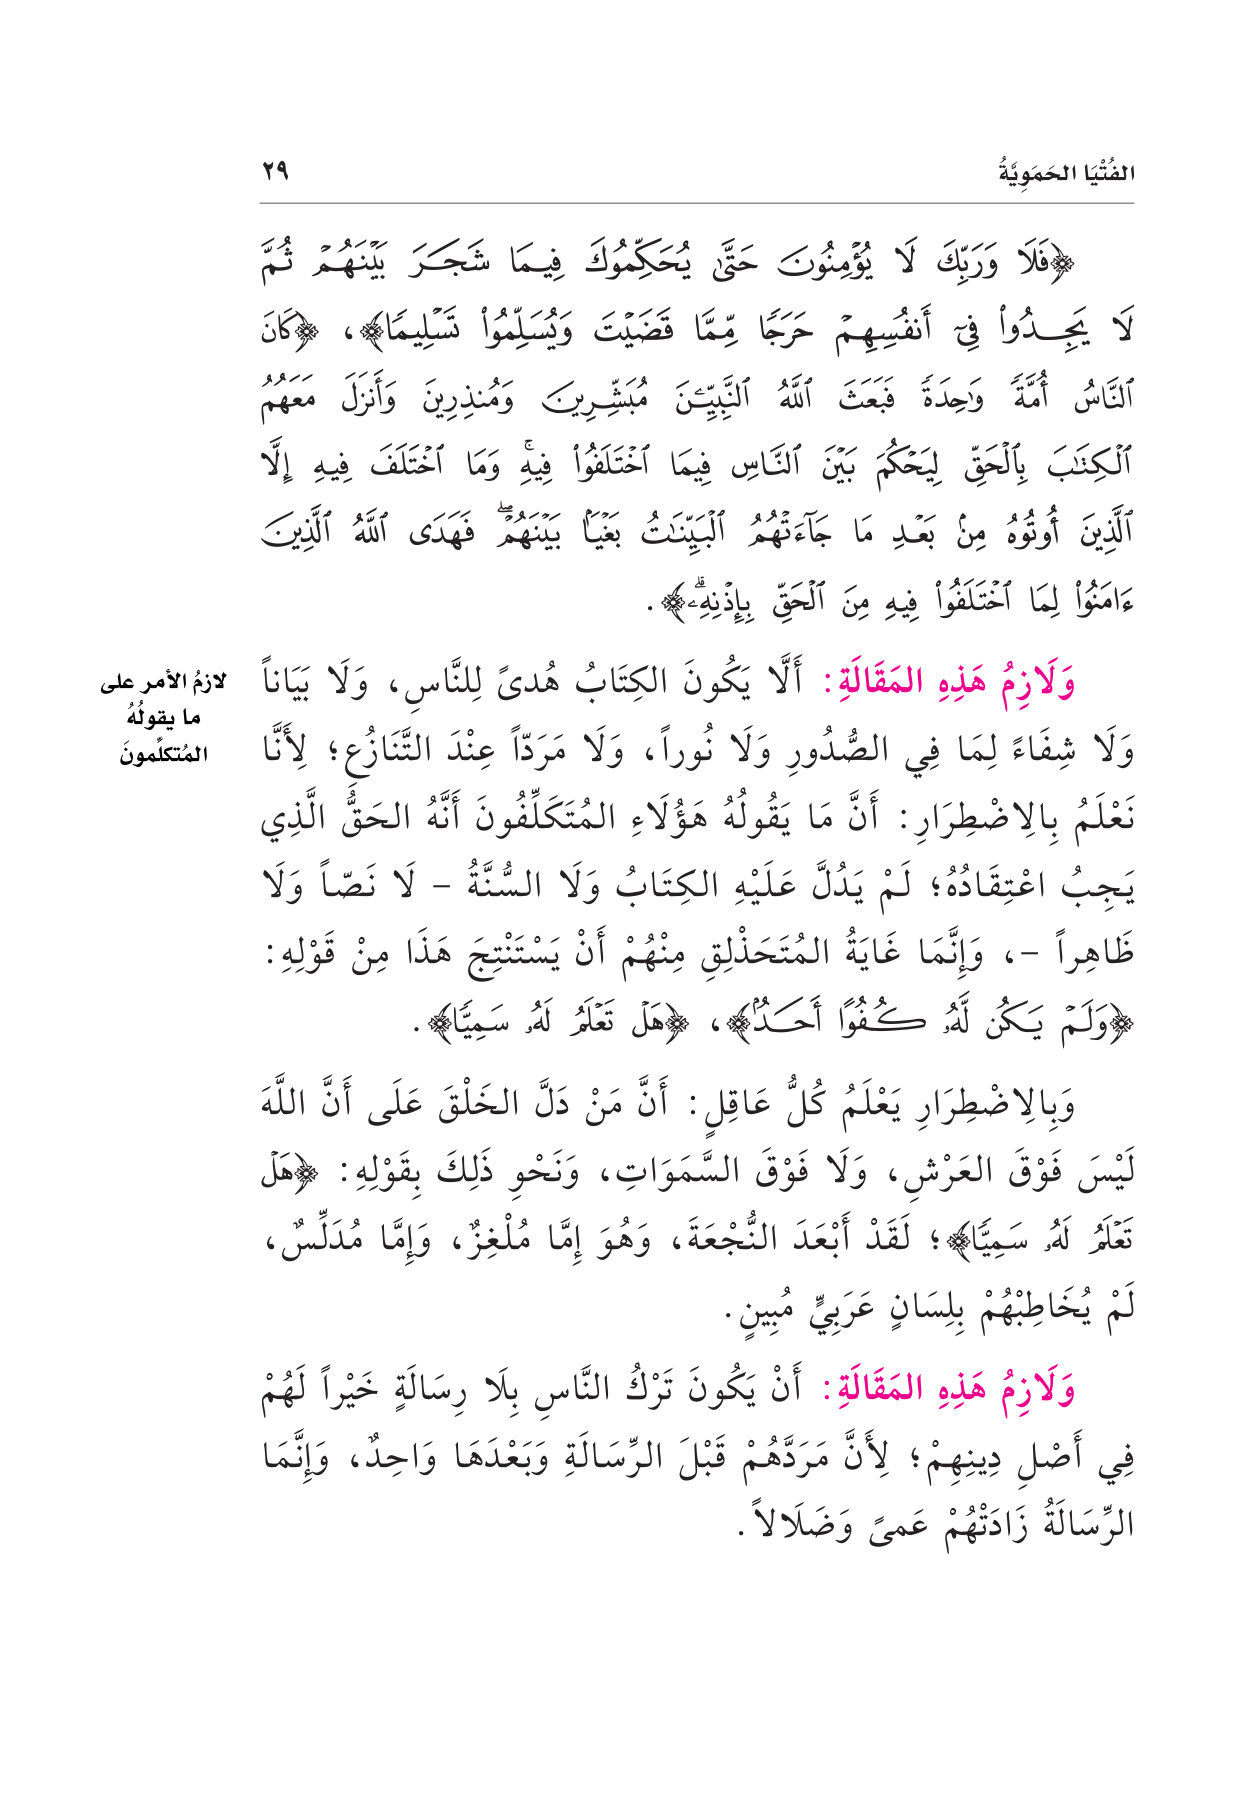 الفُتْيَا الحَمَوِيَّةُ
٢٩
﴿فَلَا وَرَبِّكَ لَا يُؤۡمِنُونَ حَتَّىٰ يُحَكِّمُوكَ فِيمَا شَجَرَ بَيۡنَهُمۡ ثُمَّ
لَا يَجِدُواْ فِيٓ أَنفُسِهِمۡ حَرَجٗا مِّمَّا قَضَيۡتَ وَيُسَلِّمُواْ تَسۡلِيمٗا﴾، ﴿كَانَ
ٱلنَّاسُ أُمَّةٗ وَٰحِدَةٗ فَبَعَثَ ٱللَّهُ ٱلنَّبِيِّـۧنَ مُبَشِّرِينَ وَمُنذِرِينَ وَأَنزَلَ مَعَهُمُ
ٱلۡكِتَٰبَ بِٱلۡحَقِّ لِيَحۡكُمَ بَيۡنَ ٱلنَّاسِ فِيمَا ٱخۡتَلَفُواْ فِيهِۚ وَمَا ٱخۡتَلَفَ فِيهِ إِلَّا
ٱلَّذِينَ أُوتُوهُ مِنۢ بَعۡدِ مَا جَآءَتۡهُمُ ٱلۡبَيِّنَٰتُ بَغۡيَۢا بَيۡنَهُمۡۖ فَهَدَى ٱللَّهُ ٱلَّذِينَ
ءَامَنُواْ لِمَا ٱخۡتَلَفُواْ فِيهِ مِنَ ٱلۡحَقِّ بِإِذۡنِهِۦۗ﴾.
وَلَازِمُ هَذِهِ المَقَالَةِ: أَلَّا يَكُونَ الكِتَابُ هُدىً لِلنَّاسِ، وَلَا بَيَاناً
وَلَا شِفَاءً لِمَا فِي الصُّدُورِ وَلَا نُوراً، وَلَا مَرَدّاً عِنْدَ التَّنَازُعِ؛ لِأَنَّا
نَعْلَمُ بِالِاضْطِرَارِ: أَنَّ مَا يَقُولُهُ هَؤُلَاءِ المُتَكَلِّفُونَ أَنَّهُ الحَقُّ الَّذِي
يَجِبُ اعْتِقَادُهُ؛ لَمْ يَدُلَّ عَلَيْهِ الكِتَابُ وَلَا السُّنَّةُ – لَا نَصّاً وَلَا
ظَاهِراً –، وَإِنَّمَا غَايَةُ المُتَحَذْلِقِ مِنْهُمْ أَنْ يَسْتَنْتِجَ هَذَا مِنْ قَوْلِهِ:
﴿وَلَمۡ يَكُن لَّهُۥ كُفُوًا أَحَدُۢ﴾، ﴿هَلۡ تَعۡلَمُ لَهُۥ سَمِيّٗا﴾.
وَبِالِاضْطِرَارِ يَعْلَمُ كُلُّ عَاقِلٍ: أَنَّ مَنْ دَلَّ الخَلْقَ عَلَى أَنَّ اللَّهَ
لَيْسَ فَوْقَ العَرْشِ، وَلَا فَوْقَ السَّمَوَاتِ، وَنَحْوِ ذَلِكَ بِقَوْلِهِ: ﴿هَلۡ
تَعۡلَمُ لَهُۥ سَمِيّٗا﴾؛ لَقَدْ أَبْعَدَ النُّجْعَةَ، وَهُوَ إِمَّا مُلْغِزٌ، وَإِمَّا مُدَلِّسٌ،
لَمْ يُخَاطِبْهُمْ بِلِسَانٍ عَرَبِيٍّ مُبِينٍ.
وَلَازِمُ هَذِهِ المَقَالَةِ: أَنْ يَكُونَ تَرْكُ النَّاسِ بِلَا رِسَالَةٍ خَيْراً لَهُمْ
فِي أَصْلِ دِينِهِمْ؛ لِأَنَّ مَرَدَّهُمْ قَبْلَ الرِّسَالَةِ وَبَعْدَهَا وَاحِدٌ، وَإِنَّمَا
الرِّسَالَةُ زَادَتْهُمْ عَمىً وَضَلَالاً.
لازمُ الأمر على
ما يقولُهُ
المُتكلِّمونَ